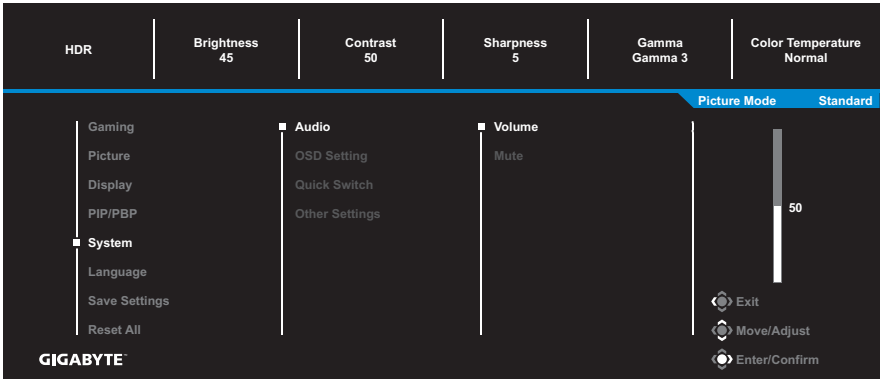 HDR
Brightness
45
Contrast
50
Sharpness
5
Gamma
Gamma 3
Color Temperature
Normal
Picture Mode Standard
Gaming
Picture
Display
PIP/PBP
System
Language
Save Settings
Reset All
Audio
OSD Setting
Quick Switch
Other Settings
Volume
Mute
50
Exit
Move/Adjust
Enter/Confirm
GIGABYTE™